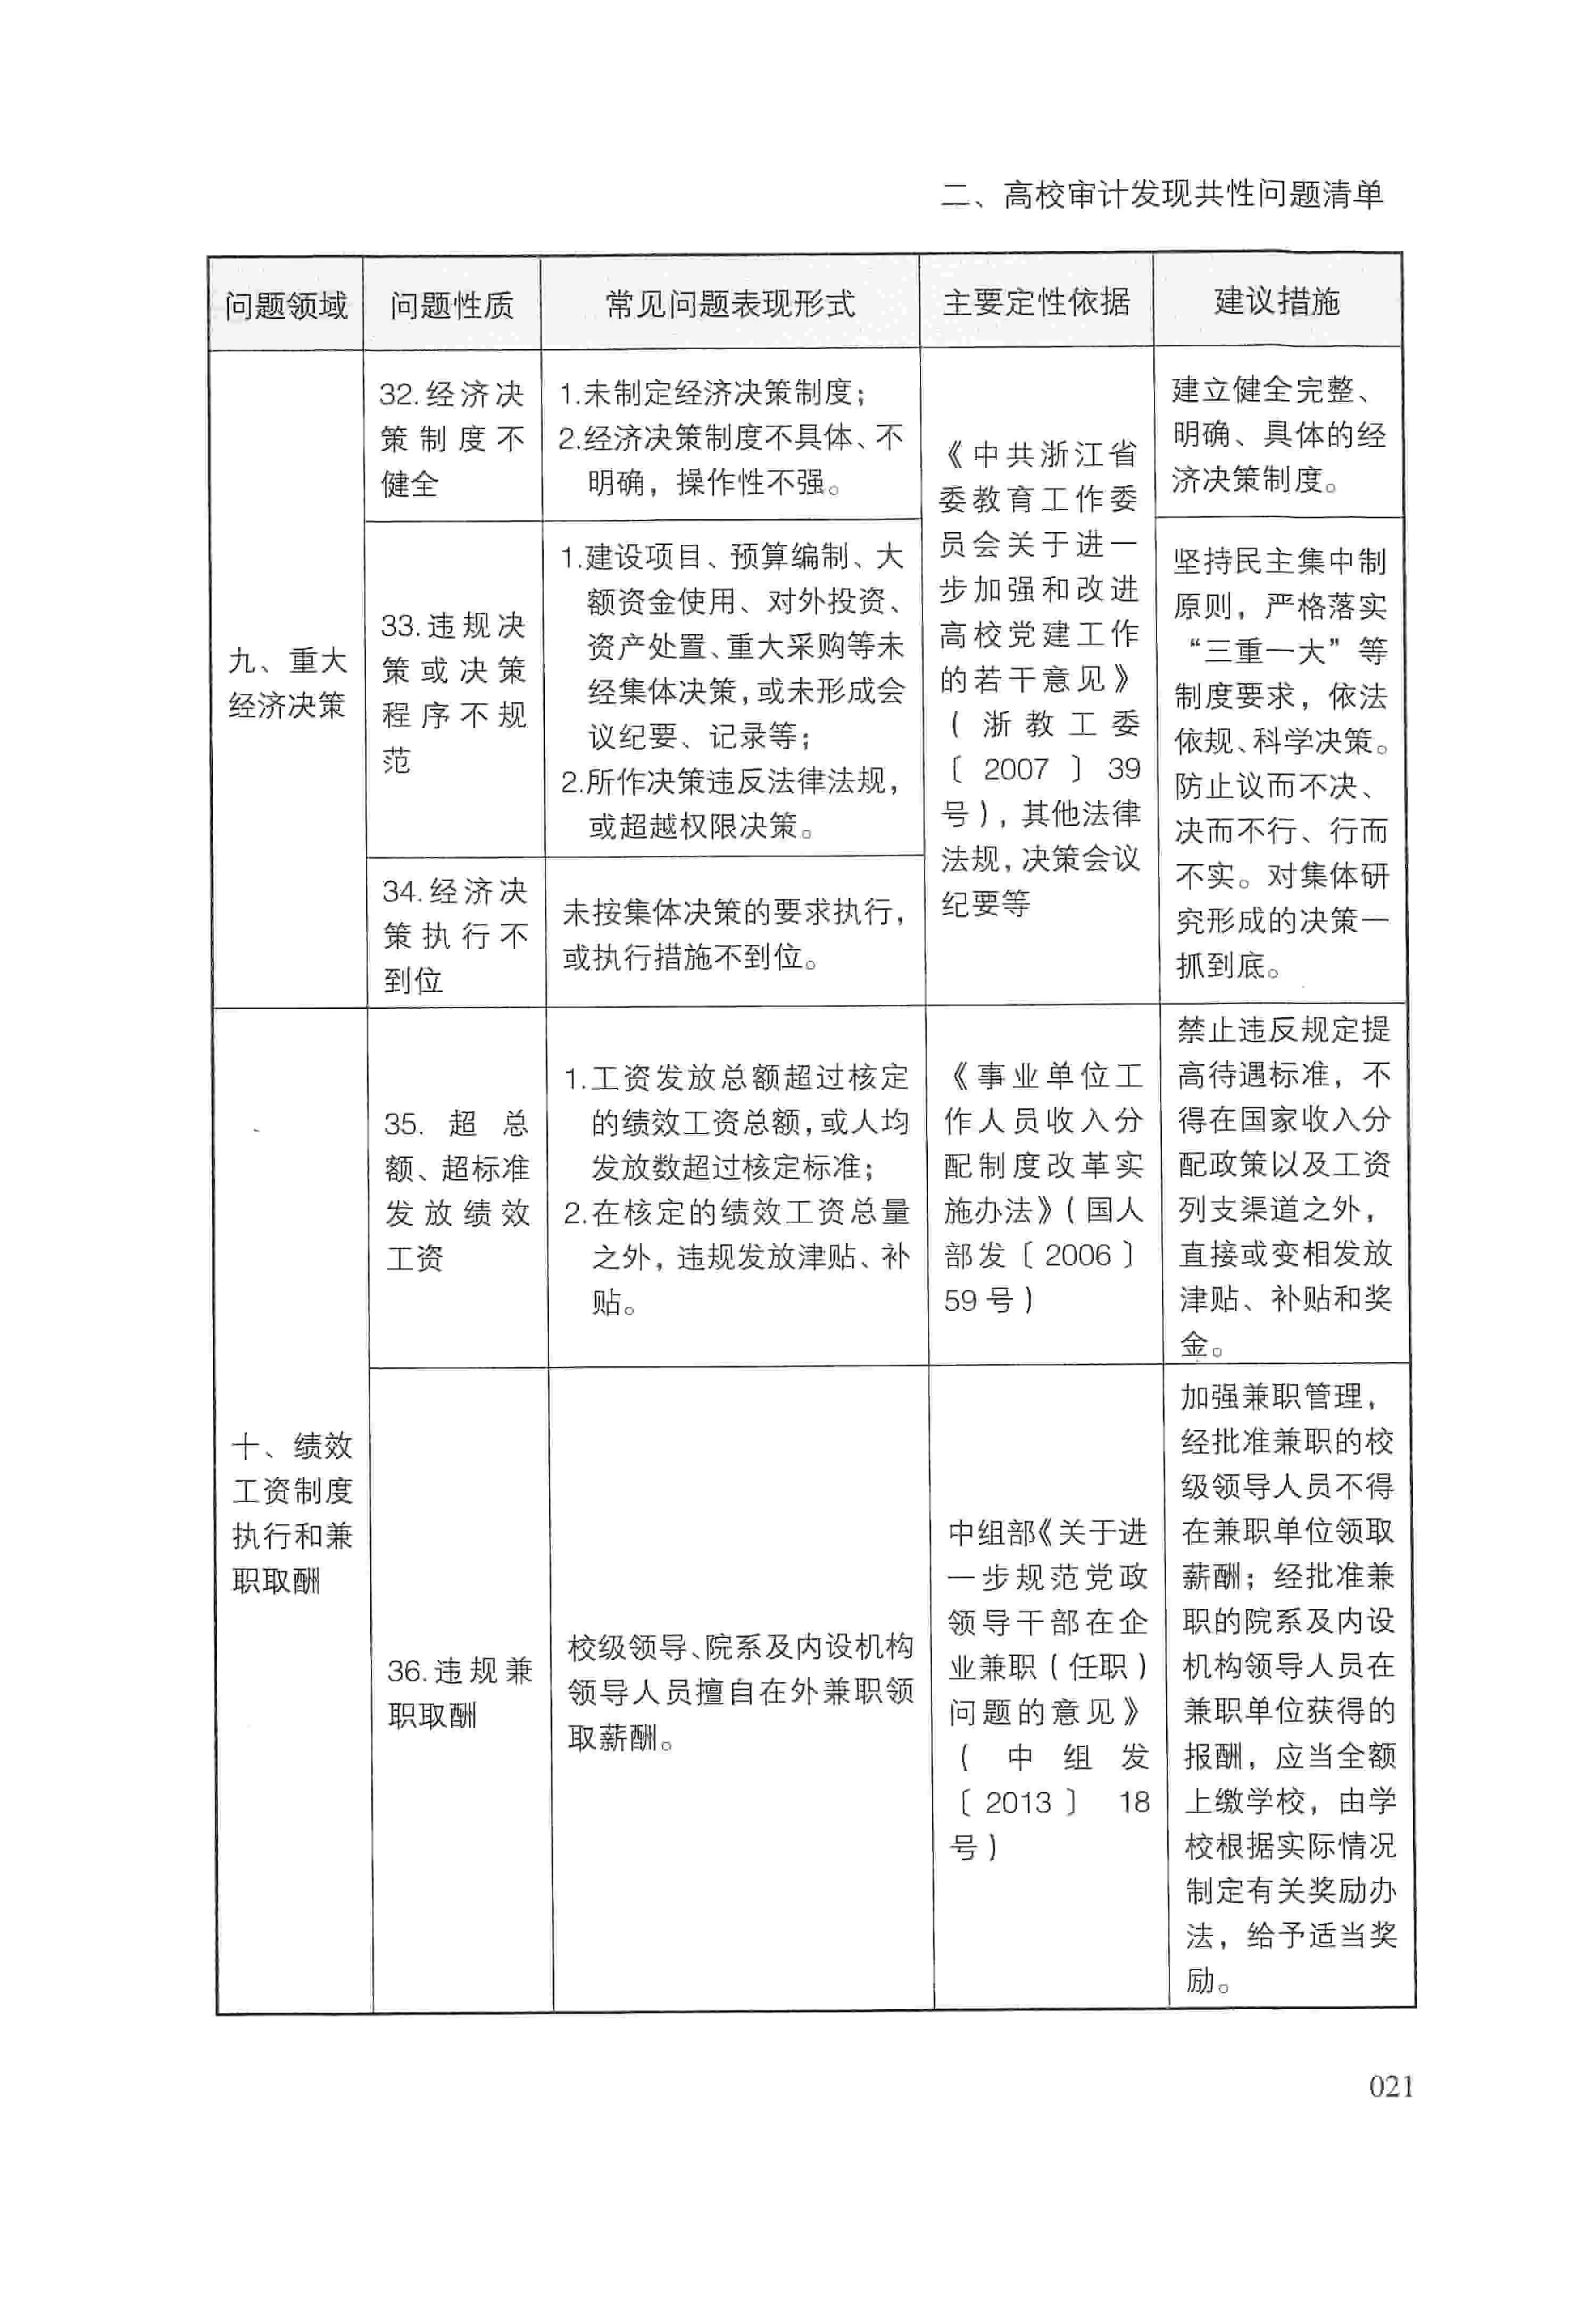 二、高校审计发现共性问题清单
问题领域
问题性质
常见问题表现形式
主要定性依据
建议措施
九、重大
经济决策
32.经济决
策制度不
健全
1.未制定经济决策制度；
2.经济决策制度不具体、不
明确，操作性不强。
《中共浙江省
委教育工作委
员会关于进一
步加强和改进
高校党建工作
的若干意见》
（浙教工委
〔2007〕39
号），其他法律
法规，决策会议
纪要等
建立健全完整、
明确、具体的经
济决策制度。
33.违规决
策或决策
程序不规
范
1.建设项目、预算编制、大
额资金使用、对外投资、
资产处置、重大采购等未
经集体决策，或未形成会
议纪要、记录等；
2.所作决策违反法律法规，
或超越权限决策。
坚持民主集中制
原则，严格落实
“三重一大”等
制度要求，依法
依规、科学决策。
防止议而不决、
决而不行、行而
不实。对集体研
究形成的决策一
抓到底。
34.经济决
策执行不
到位
未按集体决策的要求执行，
或执行措施不到位。
十、绩效
工资制度
执行和兼
职取酬
35.超总
额、超标准
发放绩效
工资
1.工资发放总额超过核定
的绩效工资总额，或人均
发放数超过核定标准；
2.在核定的绩效工资总量
之外，违规发放津贴、补
贴。
《事业单位工
作人员收入分
配制度改革实
施办法》（国人
部发〔2006〕
59号）
禁止违反规定提
高待遇标准，不
得在国家收入分
配政策以及工资
列支渠道之外，
直接或变相发放
津贴、补贴和奖
金。
36.违规兼
职取酬
校级领导、院系及内设机构
领导人员擅自在外兼职领
取薪酬。
中组部《关于进
一步规范党政
领导干部在企
业兼职（任职）
问题的意见》
（中组发
〔2013〕18
号）
加强兼职管理，
经批准兼职的校
级领导人员不得
在兼职单位领取
薪酬；经批准兼
职的院系及内设
机构领导人员在
兼职单位获得的
报酬，应当全额
上缴学校，由学
校根据实际情况
制定有关奖励办
法，给予适当奖
励。
021